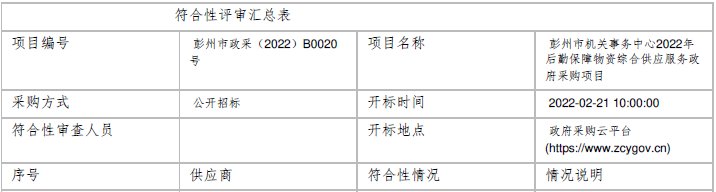 符合性评审汇总表
项目编号 彭州市政采（2022）B0020 项目名称 彭州市机关事务中心2022年
号 后勤保障物资综合供应服务政
府采购项目
采购方式 公开招标 开标时间 2022-02-21 10:00:00
符合性审查人员 开标地点 政府采购云平台
(https://www.zcygov.cn)
序号 供应商 符合性情况 情况说明